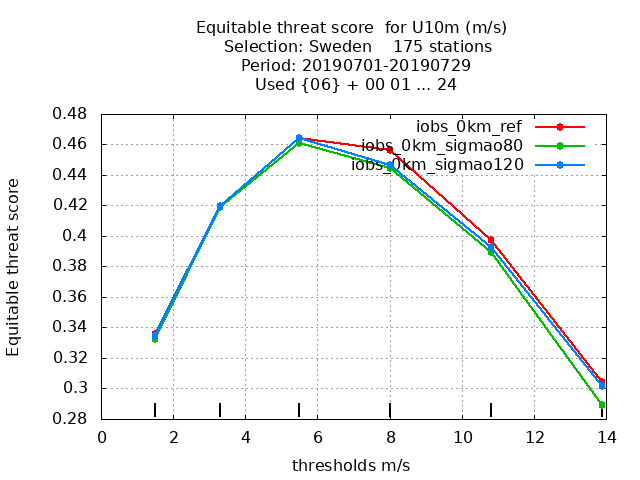 Equitable threat score for U10m (m/s)
Selection: Sweden 175 stations
Period: 20190701-20190729
Used {06} + 00 01 ... 24
iobs_0km_ref
iobs_0km_sigmao80
iobs_0km_sigmao120
Equitable threat score
0.48
0.46
0.44
0.42
0.4
0.38
0.36
0.34
0.32
0.3
0.28
0 2 4 6 8 10 12 14
thresholds m/s